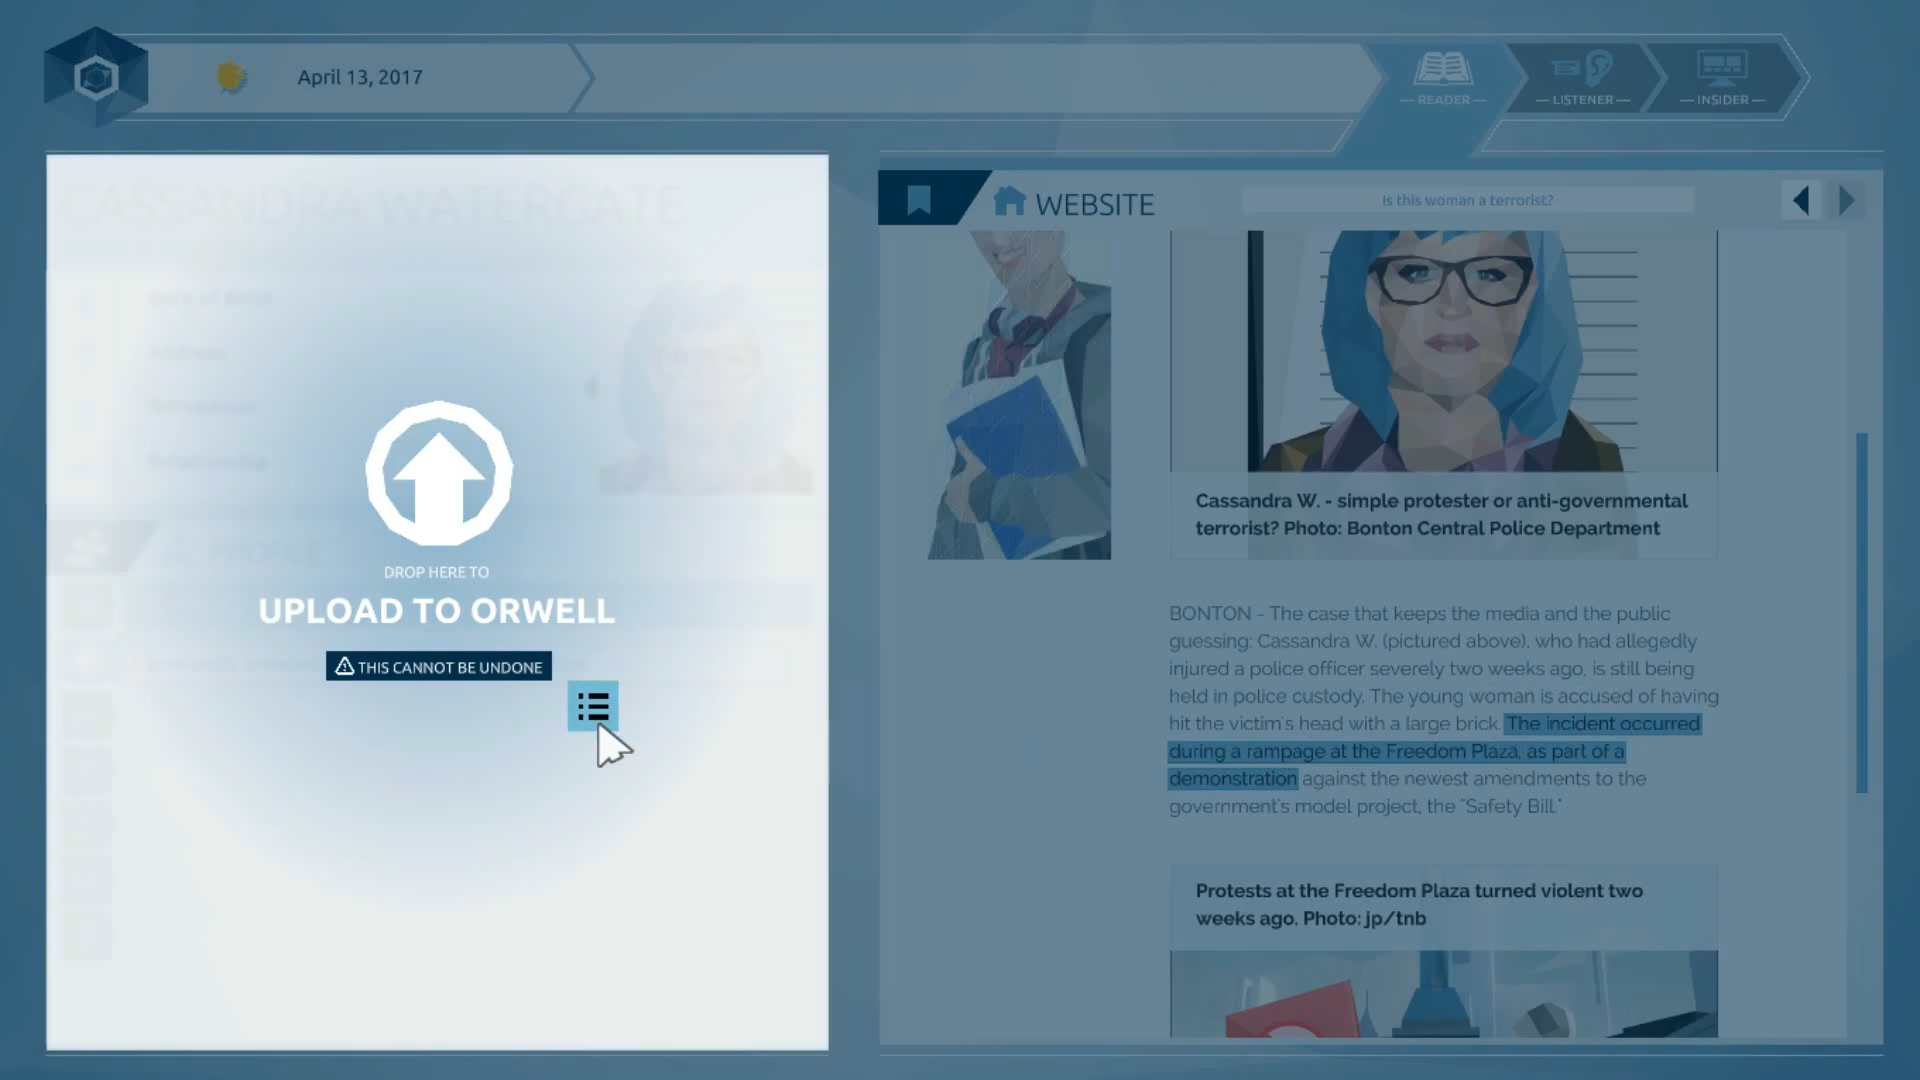 April 13, 2017
READER
LISTENER
INSIDER
CASSANDRA WATERGATE
DROP HERE TO
UPLOAD TO ORWELL
THIS CANNOT BE UNDONE
WEBSITE
Is this woman a terrorist?
Cassandra W. - simple protester or anti-governmental
terrorist? Photo: Bonton Central Police Department
BONTON - The case that keeps the media and the public
guessing: Cassandra W. (pictured above), who had allegedly
injured a police officer severely two weeks ago, is still being
held in police custody. The young woman is accused of having
hit the victim's head with a large brick. The incident occurred
during a rampage at the Freedom Plaza, as part of a
demonstration against the newest amendments to the
government's model project, the "Safety Bill."
Protests at the Freedom Plaza turned violent two
weeks ago. Photo: jp/tnb